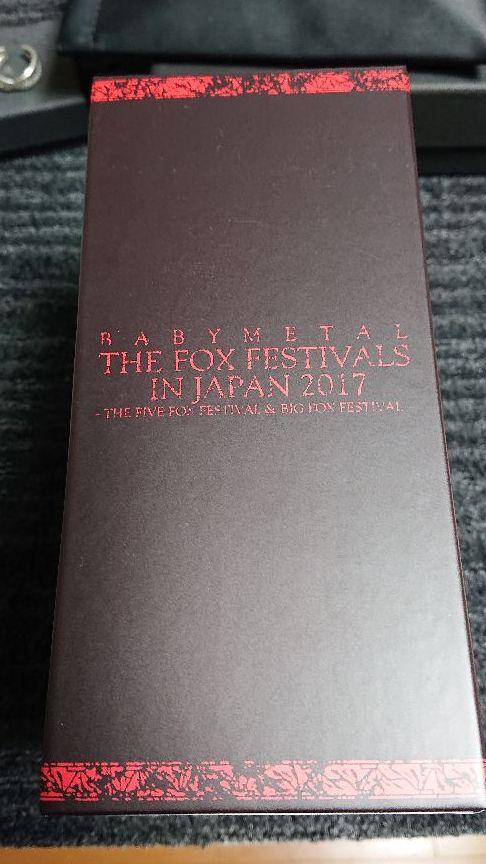 BABYMETAL
THE FOX FESTIVALS
IN JAPAN 2017
- THE FIVE FOX FESTIVAL & BIG FOX FESTIVAL